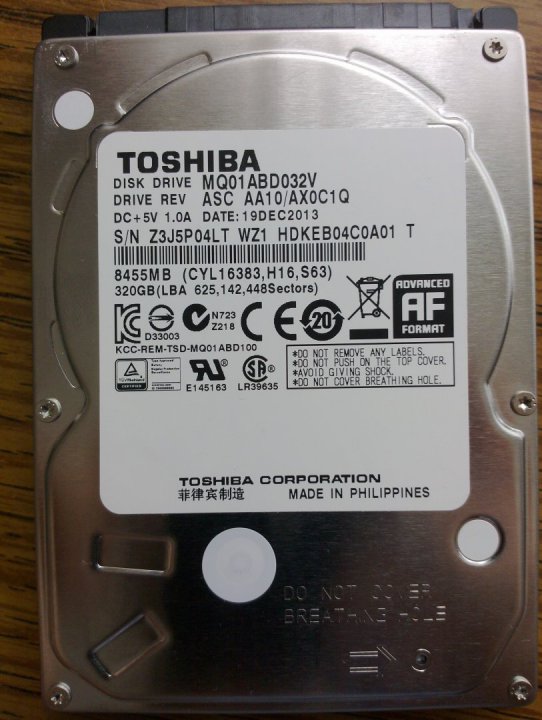 TOSHIBA
DISK DRIVE MQ01ABD032V
DRIVE REV ASC AA10/AX0C1Q
DC+5V 1.0A DATE:19DEC2013
S/N Z3J5P04LT WZ1 HDKEB04C0A01 T
8455MB (CYL16383,H16,S63)
320GB(LBA 625,142,448Sectors)
D33003
N723
Z218
20
ADVANCED
AF
FORMAT
KCC-REM-TSD-MQ01ABD100
E145163
LR39635
*DO NOT REMOVE ANY LABELS.
*DO NOT PUSH ON THE TOP COVER.
*AVOID GIVING SHOCK.
*DO NOT COVER BREATHING HOLE.
TOSHIBA CORPORATION
菲律宾制造 MADE IN PHILIPPINES
DO NOT COVER
BREATHING HOLE